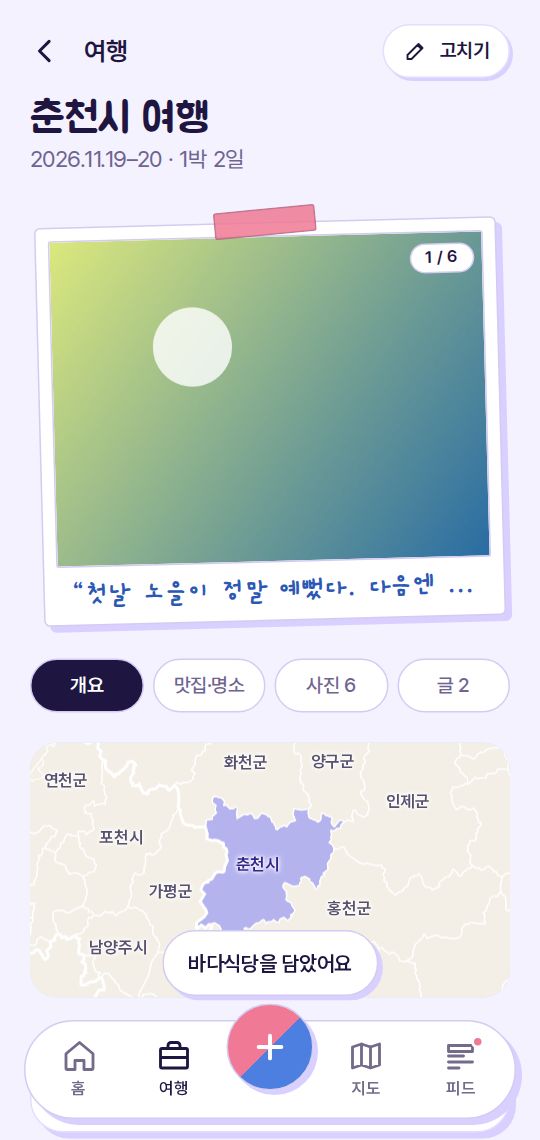 여행
고치기
춘천시 여행
2026.11.19–20 · 1박 2일
1 / 6
“첫날 노을이 정말 예뻤다. 다음엔 ...
개요
맛집·명소
사진 6
글 2
화천군
양구군
연천군
인제군
포천시
춘천시
가평군
홍천군
남양주시
바다식당을 담았어요
홈
여행
지도
피드